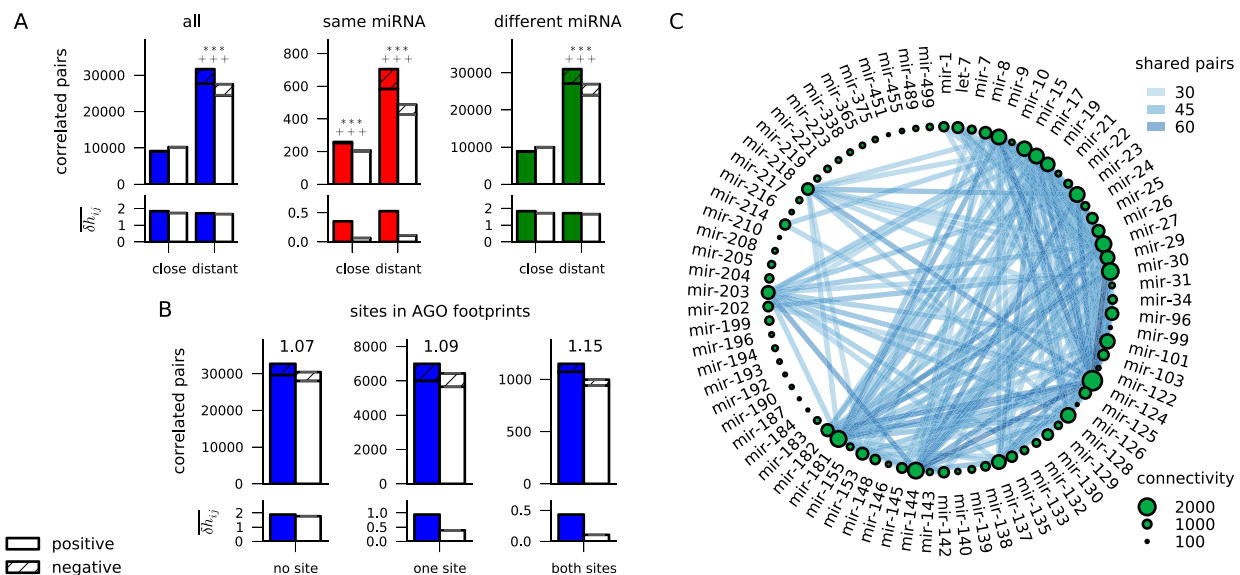 A
all
same miRNA
different miRNA
correlated pairs
30000
20000
10000
0
* * *
+ + +
800
600
400
200
0
* * *
+ + +
* * *
+ + +
30000
20000
10000
0
* * *
+ + +
δh_ij
2
1
0
0.5
0.0
2
1
0
close distant
close distant
close distant
B
sites in AGO footprints
correlated pairs
1.07
1.09
1.15
40000
30000
20000
10000
0
8000
6000
4000
2000
0
1000
500
0
δh_ij
2
1
0
1.0
0.5
0.0
0.5
0.0
no site
one site
both sites
positive
negative
C
shared pairs
30
45
60
mir-1
let-7
mir-7
mir-8
mir-9
mir-10
mir-15
mir-17
mir-19
mir-21
mir-22
mir-23
mir-24
mir-25
mir-26
mir-27
mir-29
mir-30
mir-31
mir-34
mir-96
mir-99
mir-101
mir-103
mir-122
mir-124
mir-125
mir-126
mir-128
mir-129
mir-130
mir-132
mir-133
mir-135
mir-137
mir-138
mir-139
mir-140
mir-142
mir-143
mir-144
mir-145
mir-146
mir-148
mir-153
mir-155
mir-181
mir-182
mir-183
mir-184
mir-187
mir-190
mir-192
mir-193
mir-194
mir-196
mir-199
mir-202
mir-203
mir-204
mir-205
mir-208
mir-210
mir-214
mir-216
mir-217
mir-218
mir-219
mir-221
mir-223
mir-338
mir-365
mir-375
mir-451
mir-455
mir-489
mir-499
connectivity
2000
1000
100